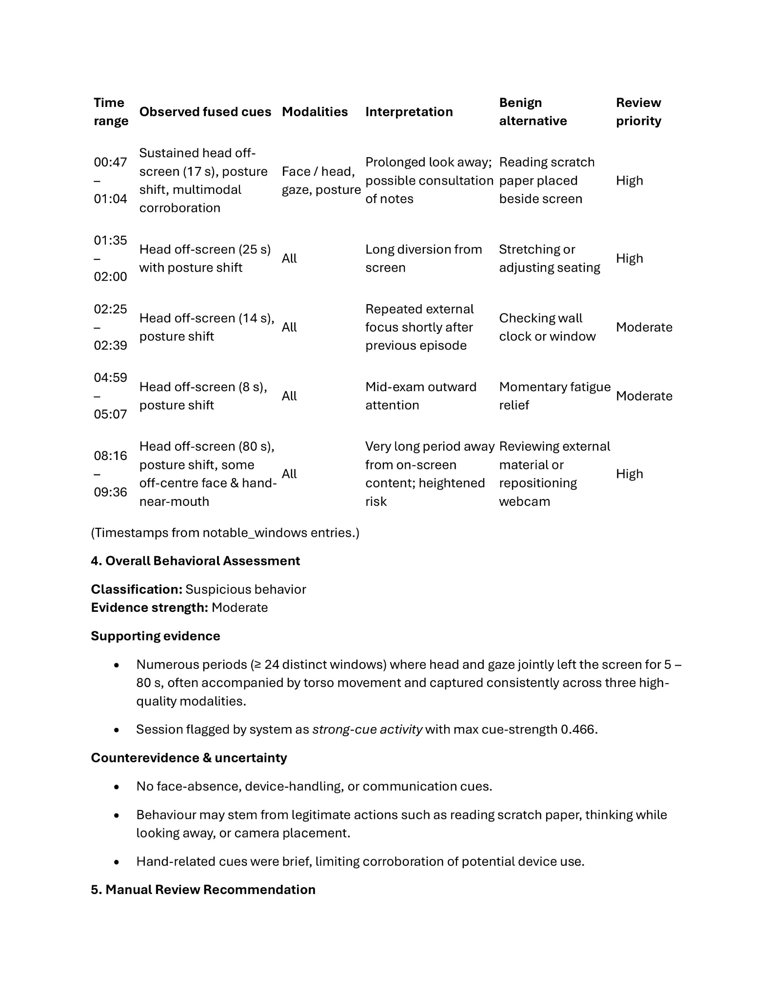 Time range
Observed fused cues
Modalities
Interpretation
Benign alternative
Review priority
00:47
–
01:04
Sustained head off-
screen (17 s), posture
shift, multimodal
corroboration
Face / head,
gaze, posture
Prolonged look away;
possible consultation
of notes
Reading scratch
paper placed
beside screen
High
01:35
–
02:00
Head off-screen (25 s)
with posture shift
All
Long diversion from
screen
Stretching or
adjusting seating
High
02:25
–
02:39
Head off-screen (14 s),
posture shift
All
Repeated external
focus shortly after
previous episode
Checking wall
clock or window
Moderate
04:59
–
05:07
Head off-screen (8 s),
posture shift
All
Mid-exam outward
attention
Momentary fatigue
relief
Moderate
08:16
–
09:36
Head off-screen (80 s),
posture shift, some
off-centre face & hand-
near-mouth
All
Very long period away
from on-screen
content; heightened
risk
Reviewing external
material or
repositioning
webcam
High
(Timestamps from notable_windows entries.)
4. Overall Behavioral Assessment
Classification: Suspicious behavior
Evidence strength: Moderate
Supporting evidence
• Numerous periods (≥ 24 distinct windows) where head and gaze jointly left the screen for 5 –
80 s, often accompanied by torso movement and captured consistently across three high-
quality modalities.
• Session flagged by system as strong-cue activity with max cue-strength 0.466.
Counterevidence & uncertainty
• No face-absence, device-handling, or communication cues.
• Behaviour may stem from legitimate actions such as reading scratch paper, thinking while
looking away, or camera placement.
• Hand-related cues were brief, limiting corroboration of potential device use.
5. Manual Review Recommendation